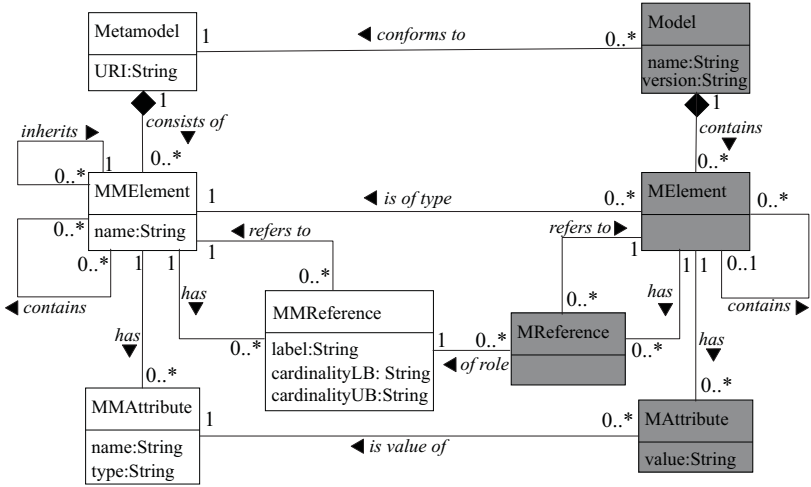 Metamodel
URI:String
1
◀ conforms to
0..*
Model
name:String
version:String
1
consists of
▼
0..*
1
contains
▼
0..*
inherits ▶
1
0..*
MMElement
name:String
1
◀ is of type
0..*
MElement
0..*
0..*
0..*
◀ contains
1
1
1
◀ refers to
0..*
has
▼
0..*
refers to ▶
1
0..*
1
1
0..1
contains ▶
has
▼
0..*
has
▼
0..*
MMReference
label:String
cardinalityLB: String
cardinalityUB:String
1
0..*
◀ of role
MReference
has
▼
0..*
MMAttribute
name:String
type:String
1
◀ is value of
0..*
MAttribute
value:String